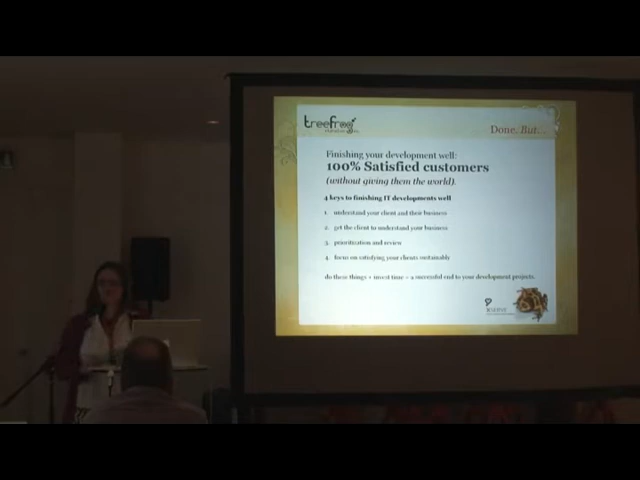 treefrog
Done. But...
Finishing your development well:
100% Satisfied customers
(without giving them the world).
4 keys to finishing IT developments well
1. understand your client and their business
2. get the client to understand your business
3. prioritisation and review
4. focus on satisfying your clients sustainably
do these things + invest time = a successful end to your development projects.